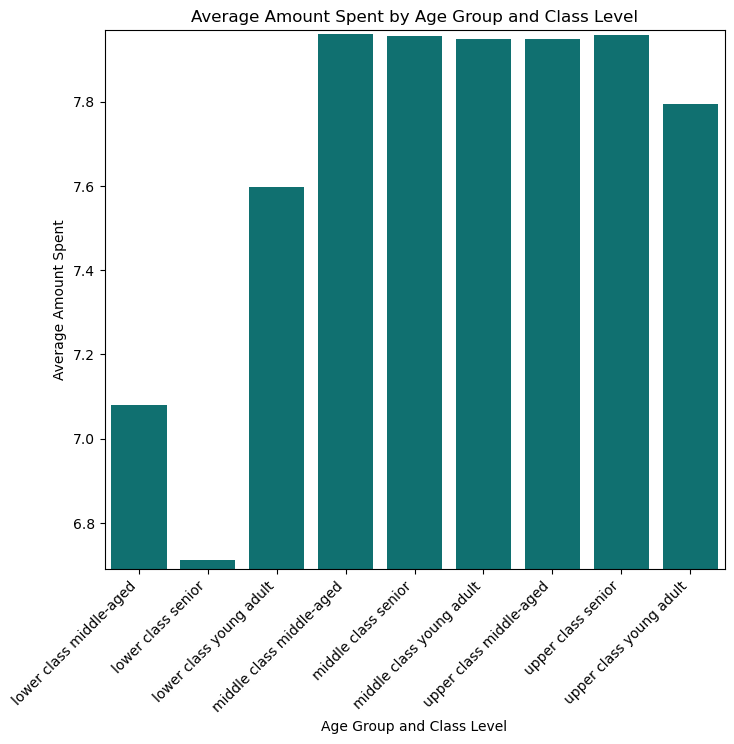 Average Amount Spent by Age Group and Class Level
Average Amount Spent
7.8
7.6
7.4
7.2
7.0
6.8
lower class middle-aged
lower class senior
lower class young adult
middle class middle-aged
middle class senior
middle class young adult
upper class middle-aged
upper class senior
upper class young adult
Age Group and Class Level